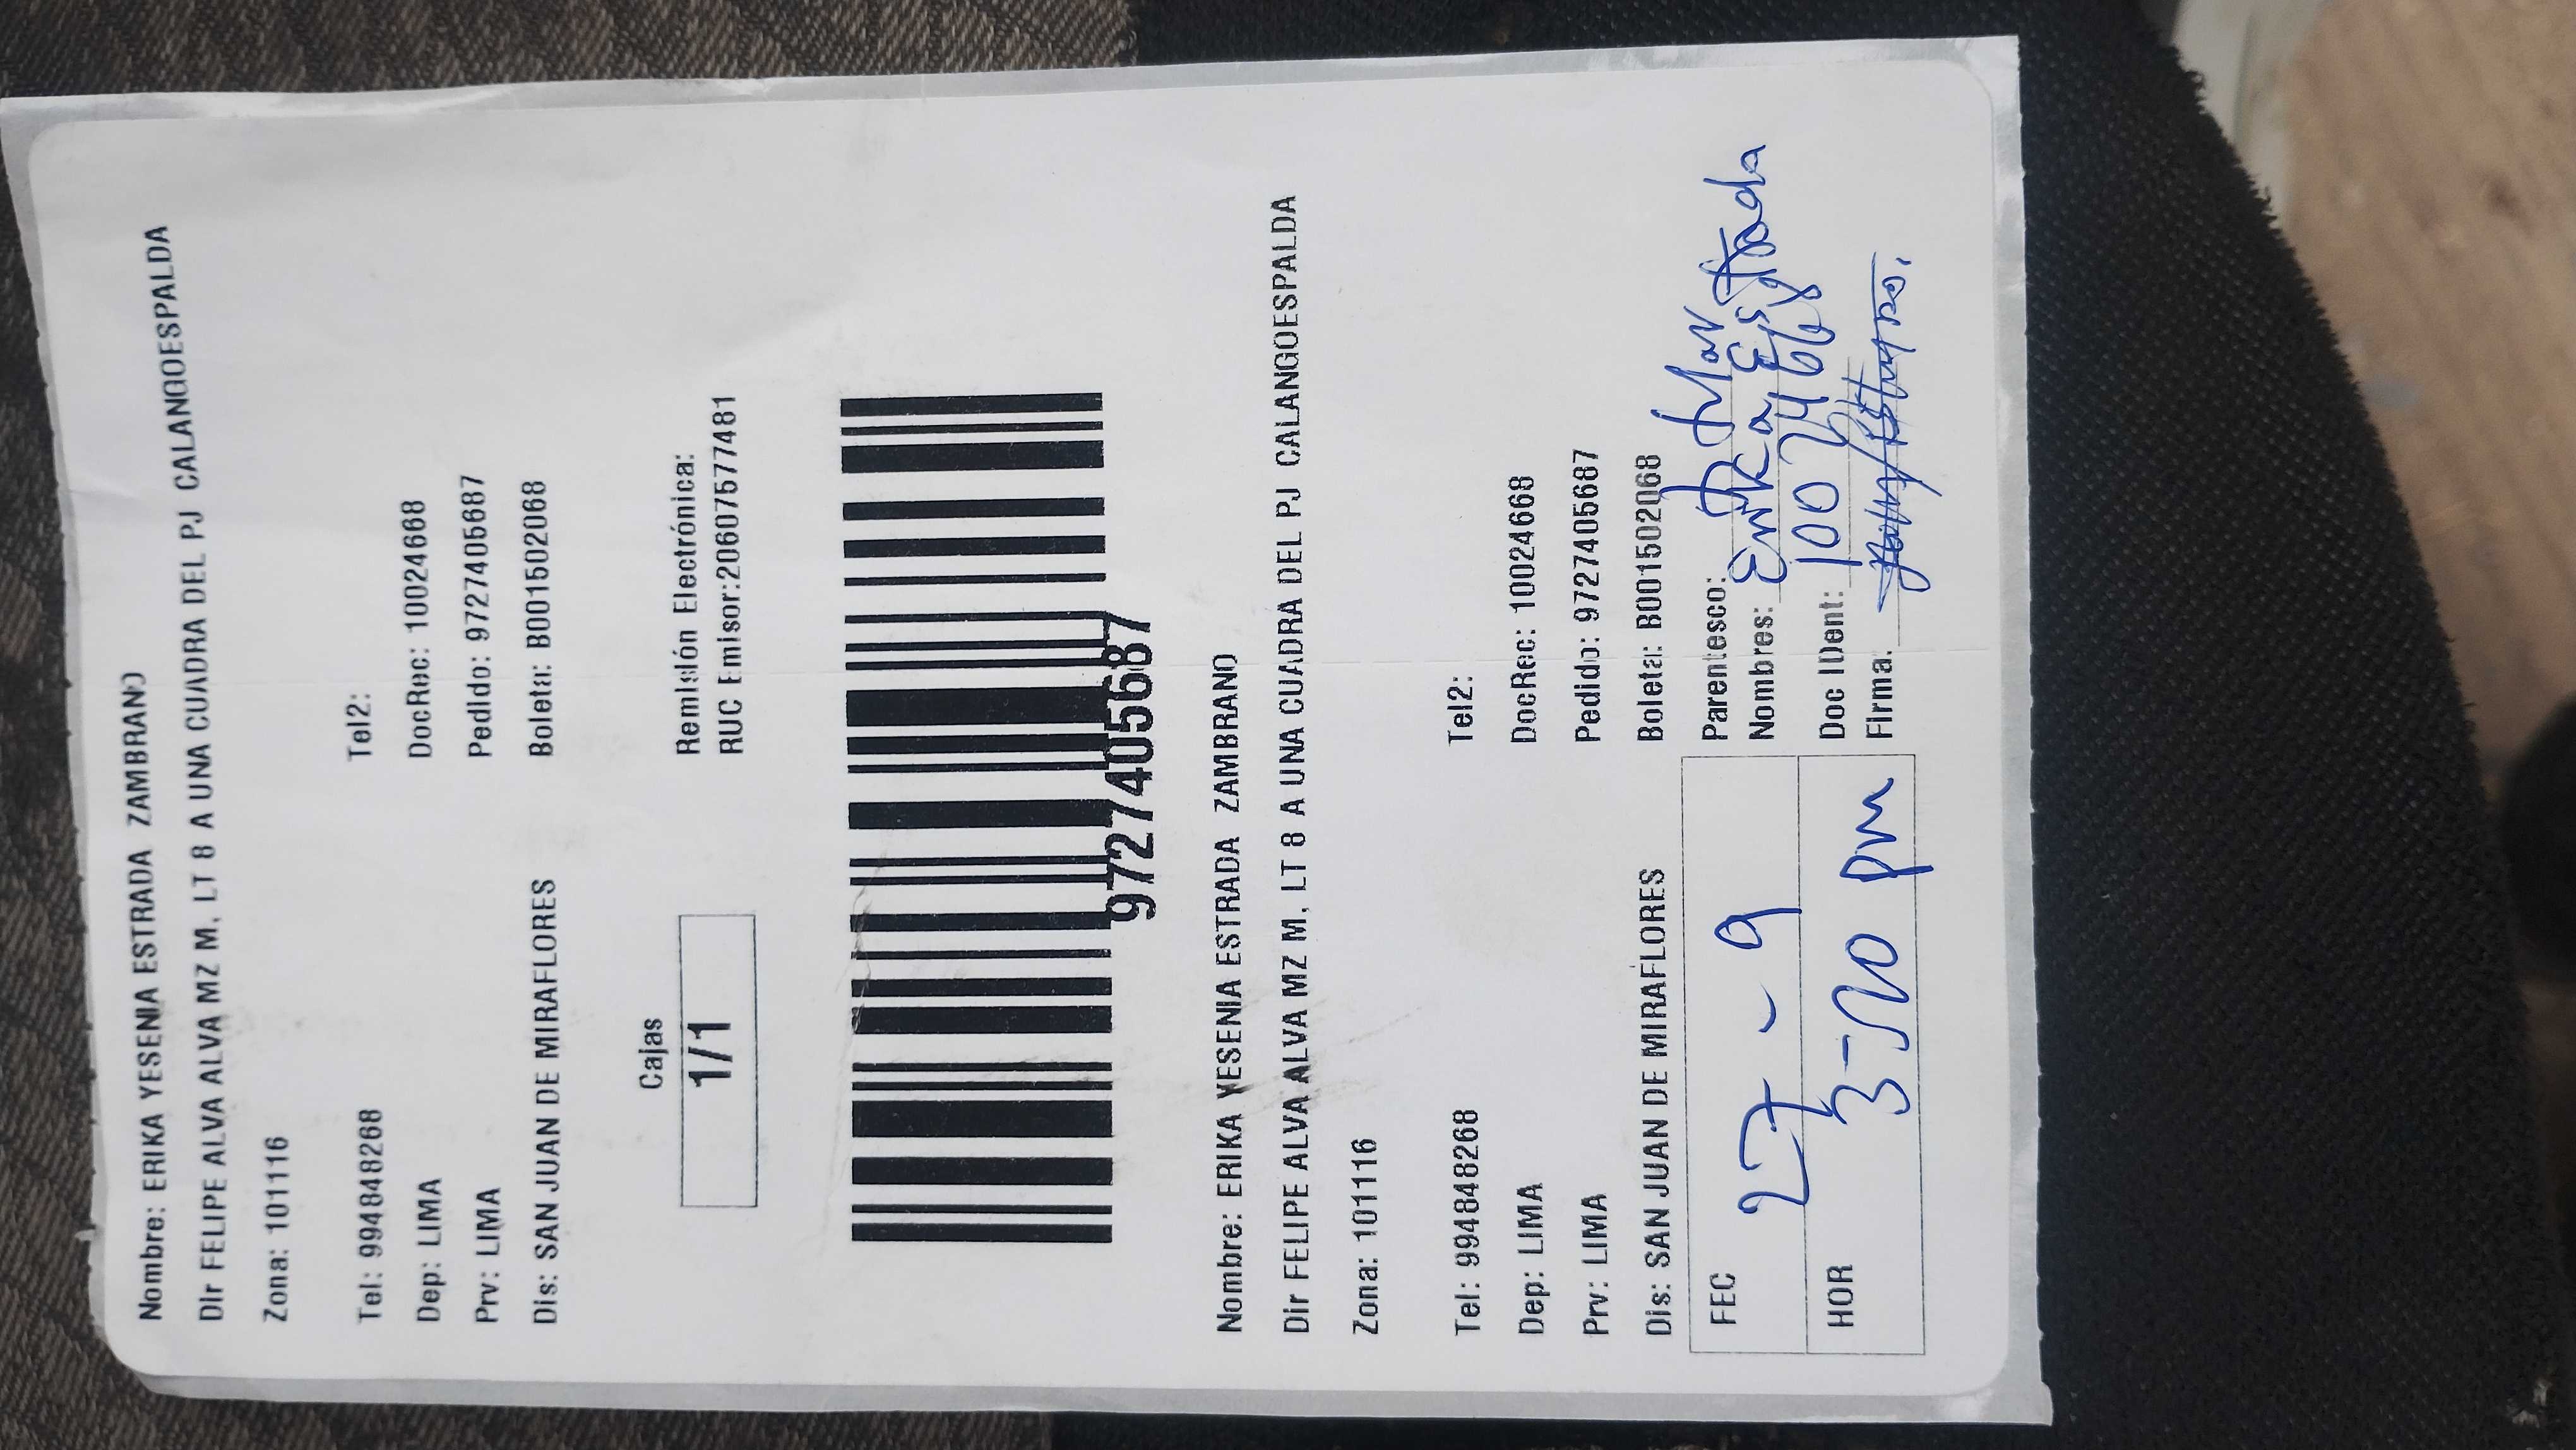 Nombre: ERIKA YESENIA ESTRADA ZAMBRANO
Dir FELIPE ALVA ALVA MZ M. LT 8 A UNA CUADRA DEL PJ CALANGOESPALDA
Zona: 101116
Tel: 994848268 Tel2:
Dep: LIMA DocRec: 10024668
Prv: LIMA Pedido: 9727405687
Dis: SAN JUAN DE MIRAFLORES Boleta: B001502068
Cajas Remisión Electrónica:
1/1 RUC Emisor:20607577481
9727405687
Nombre: ERIKA YESENIA ESTRADA ZAMBRANO
Dir FELIPE ALVA ALVA MZ M. LT 8 A UNA CUADRA DEL PJ CALANGOESPALDA
Zona: 101116
Tel: 994848268 Tel2:
Dep: LIMA DocRec: 10024668
Prv: LIMA Pedido: 9727405687
Dis: SAN JUAN DE MIRAFLORES Boleta: B001502068
FEC 27-9 Parentesco:
Nombres: Erika Estrada
HOR pm Doc IDent: 10024668
Firma: